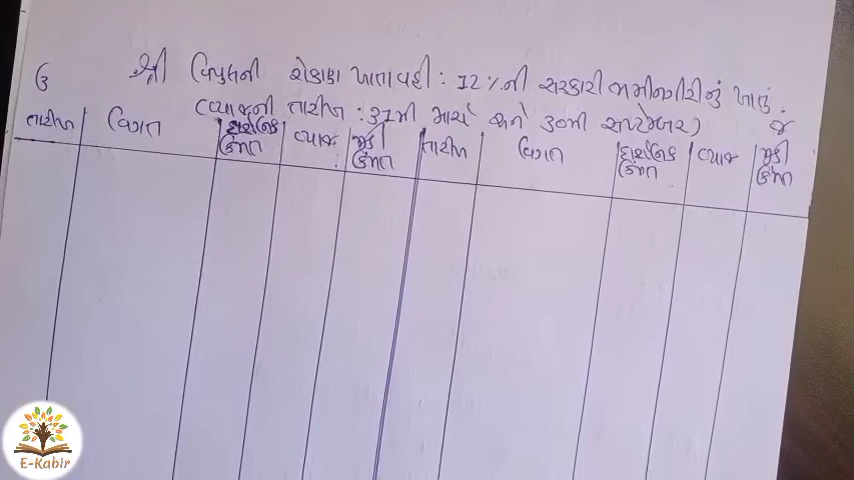 ઉ શ્રી વિપુલની રોકાણ ખાતાવહી : 12% ની સરકારી જામીનગીરીનું ખાતું.
(વ્યાજની તારીખ : 31મી માર્ચ અને 30મી સપ્ટેમ્બર) જ
તારીખ વિગત દાર્શનિક કિંમત વ્યાજ મૂડી કિંમત તારીખ વિગત દાર્શનિક કિંમત વ્યાજ મૂડી કિંમત
E-Kabir